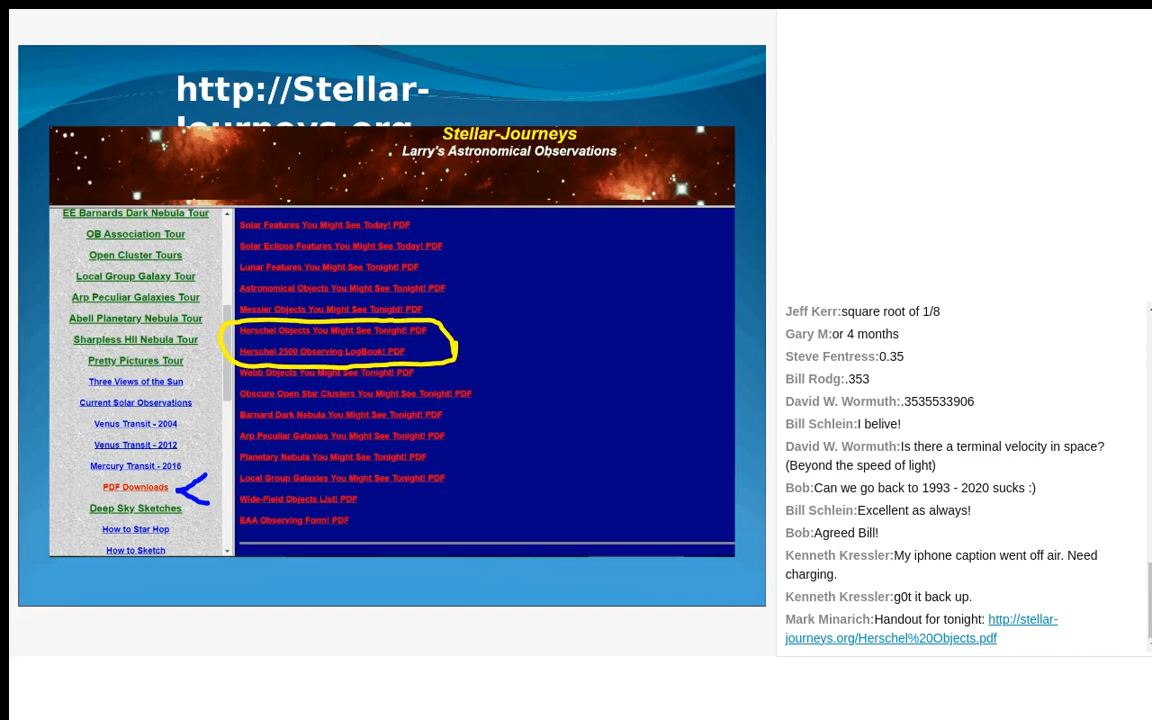 http://Stellar-
Journeys.org
Stellar-Journeys
Larry's Astronomical Observations
EE Barnards Dark Nebula Tour
OB Association Tour
Open Cluster Tours
Local Group Galaxy Tour
Arp Peculiar Galaxies Tour
Abell Planetary Nebula Tour
Sharpless HII Nebula Tour
Pretty Pictures Tour
Three Views of the Sun
Current Solar Observations
Venus Transit - 2004
Venus Transit - 2012
Mercury Transit - 2016
PDF Downloads
Deep Sky Sketches
How to Star Hop
How to Sketch
Solar Features You Might See Today! PDF
Solar Eclipse Features You Might See Today! PDF
Lunar Features You Might See Tonight! PDF
Astronomical Objects You Might See Tonight! PDF
Messier Objects You Might See Tonight! PDF
Herschel Objects You Might See Tonight! PDF
Herschel 2500 Observing LogBook! PDF
Webb Objects You Might See Tonight! PDF
Obscure Open Star Clusters You Might See Tonight! PDF
Barnard Dark Nebula You Might See Tonight! PDF
Arp Peculiar Galaxies You Might See Tonight! PDF
Planetary Nebula You Might See Tonight! PDF
Local Group Galaxies You Might See Tonight! PDF
Wide-Field Objects List! PDF
EAA Observing Form! PDF
Jeff Kerr:square root of 1/8
Gary M:or 4 months
Steve Fentress:0.35
Bill Rodg:.353
David W. Wormuth:.3535533906
Bill Schlein:I belive!
David W. Wormuth:Is there a terminal velocity in space?
(Beyond the speed of light)
Bob:Can we go back to 1993 - 2020 sucks :)
Bill Schlein:Excellent as always!
Bob:Agreed Bill!
Kenneth Kressler:My iphone caption went off air. Need
charging.
Kenneth Kressler:g0t it back up.
Mark Minarich:Handout for tonight: http://stellar-
journeys.org/Herschel%20Objects.pdf